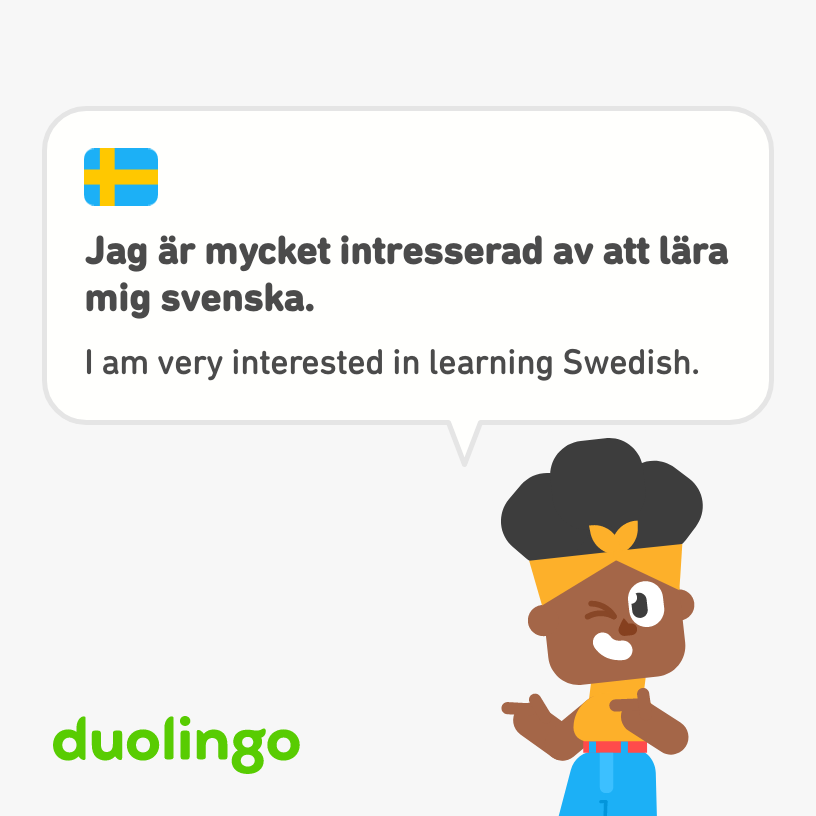 Jag är mycket intresserad av att lära
mig svenska.
I am very interested in learning Swedish.
duolingo